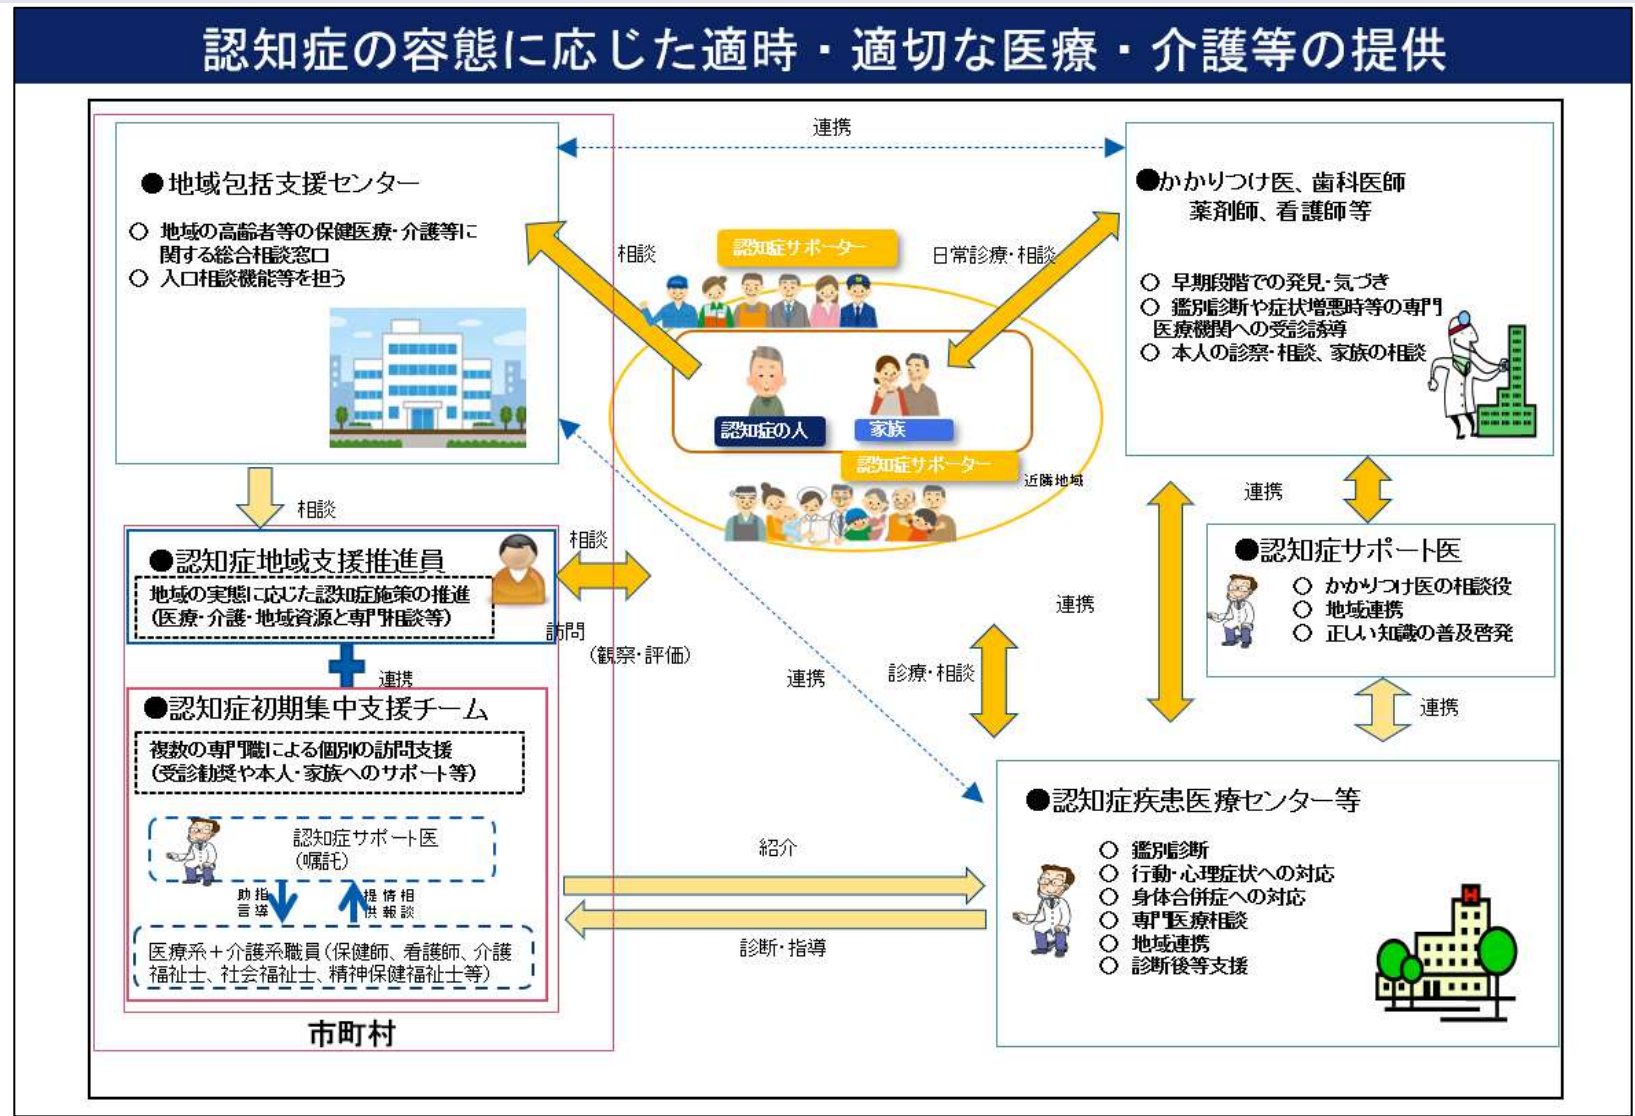 認知症の容態に応じた適時・適切な医療・介護等の提供
連携
●地域包括支援センター
○ 地域の高齢者等の保健医療・介護等に
関する総合相談窓口
○ 入口相談機能等を担う
相談
認知症サポーター
日常診療・相談
●かかりつけ医、歯科医師
薬剤師、看護師等
○ 早期段階での発見・気づき
○ 鑑別診断や症状増悪時等の専門
医療機関への受診誘導
○ 本人の診察・相談、家族の相談
認知症の人
家族
認知症サポーター
近隣地域
相談
●認知症地域支援推進員
地域の実態に応じた認知症施策の推進
(医療・介護・地域資源と専門相談等)
相談
訪問
(観察・評価)
連携
連携
●認知症サポート医
○ かかりつけ医の相談役
○ 地域連携
○ 正しい知識の普及啓発
連携
連携
診療・相談
連携
連携
●認知症初期集中支援チーム
複数の専門職による個別の訪問支援
(受診勧奨や本人・家族へのサポート等)
認知症サポート医
(嘱託)
助指
言導
提情相
供報談
医療系+介護系職員(保健師、看護師、介護
福祉士、社会福祉士、精神保健福祉士等)
市町村
紹介
診断・指導
●認知症疾患医療センター等
○ 鑑別診断
○ 行動・心理症状への対応
○ 身体合併症への対応
○ 専門医療相談
○ 地域連携
○ 診断後等支援
H